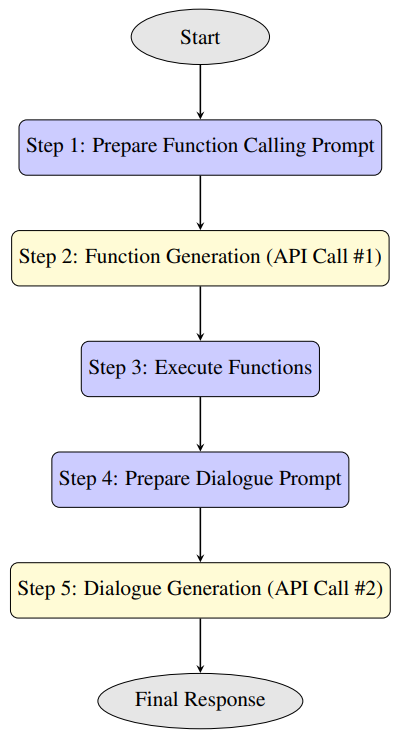 Start
Step 1: Prepare Function Calling Prompt
Step 2: Function Generation (API Call #1)
Step 3: Execute Functions
Step 4: Prepare Dialogue Prompt
Step 5: Dialogue Generation (API Call #2)
Final Response